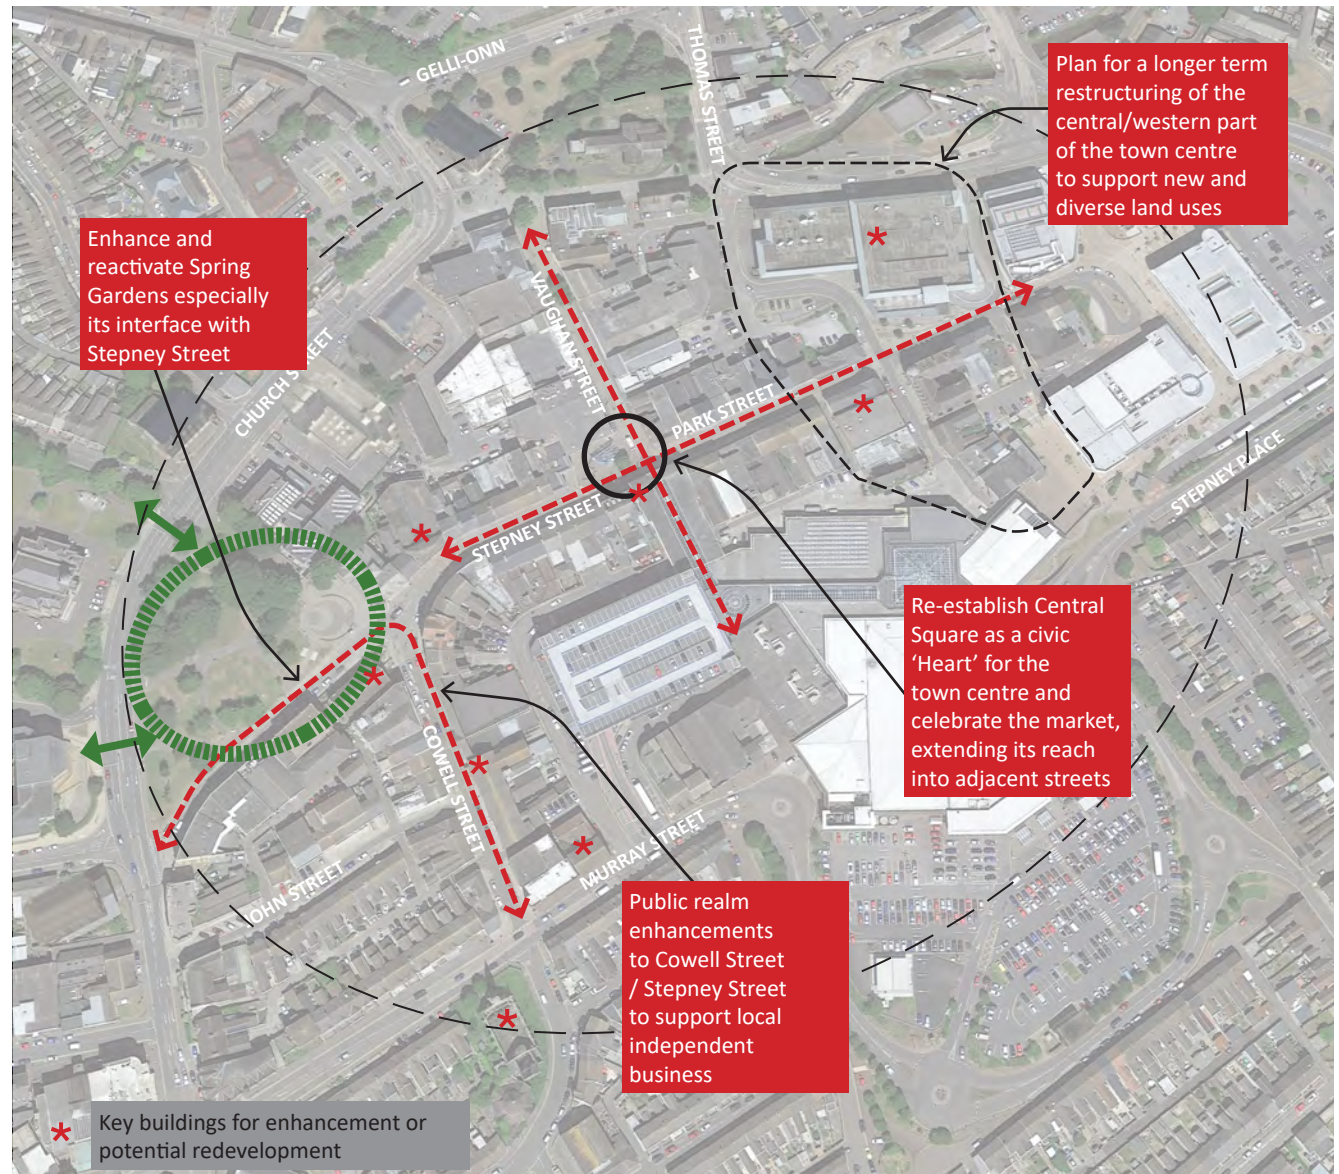 GELLI-ONN
THOMAS STREET
Plan for a longer term
restructuring of the
central/western part
of the town centre
to support new and
diverse land uses
Enhance and
reactivate Spring
Gardens especially
its interface with
Stepney Street
VAUGHAN STREET
CHURCH STREET
PARK STREET
STEPNEY PLACE
STEPNEY STREET
Re-establish Central
Square as a civic
‘Heart’ for the
town centre and
celebrate the market,
extending its reach
into adjacent streets
COWELL STREET
MURRAY STREET
JOHN STREET
Public realm
enhancements
to Cowell Street
/ Stepney Street
to support local
independent
business
* Key buildings for enhancement or
potential redevelopment